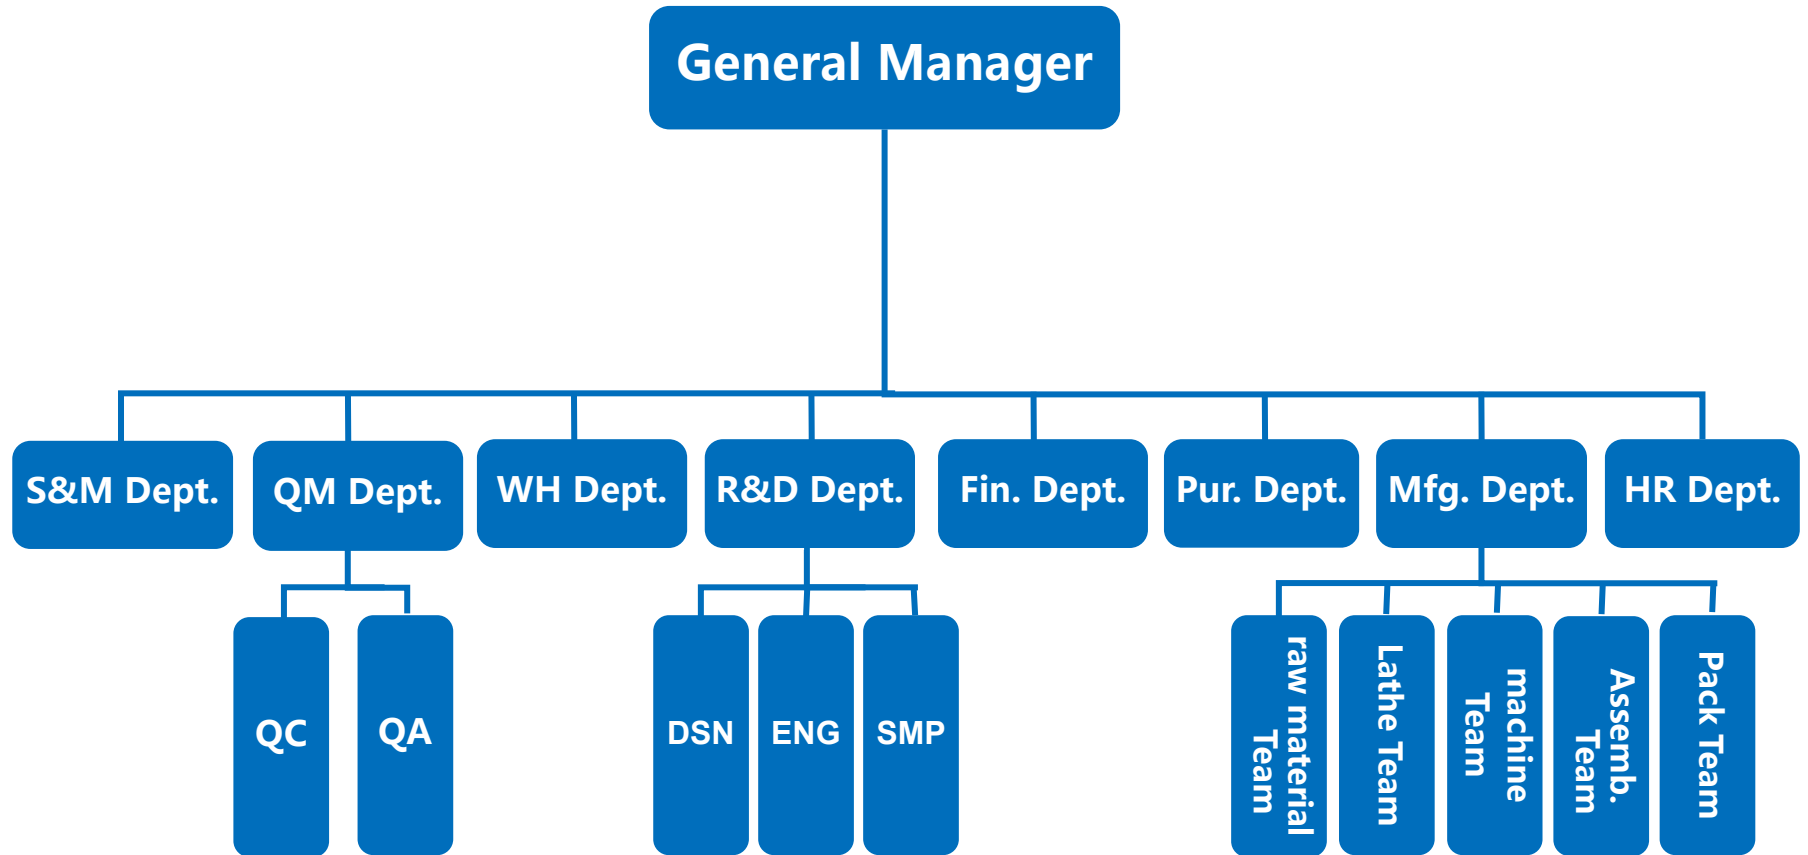 General Manager
S&M Dept.
QM Dept.
WH Dept.
R&D Dept.
Fin. Dept.
Pur. Dept.
Mfg. Dept.
HR Dept.
QC
QA
DSN
ENG
SMP
raw material
Team
Lathe Team
machine
Team
Assemb.
Team
Pack Team